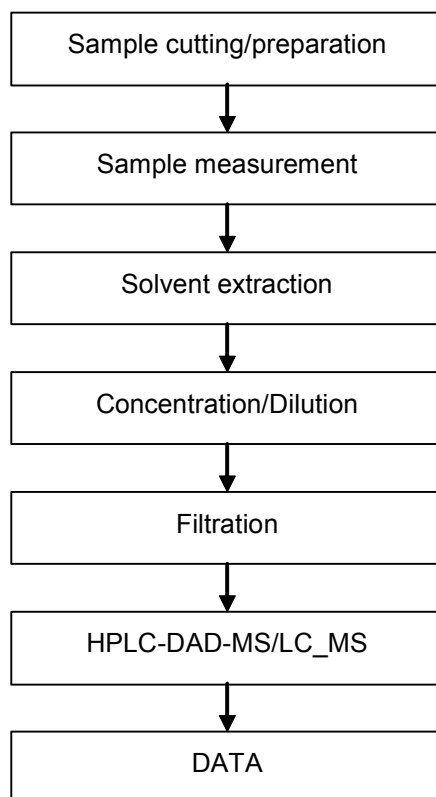 Sample cutting/preparation
Sample measurement
Solvent extraction
Concentration/Dilution
Filtration
HPLC-DAD-MS/LC_MS
DATA